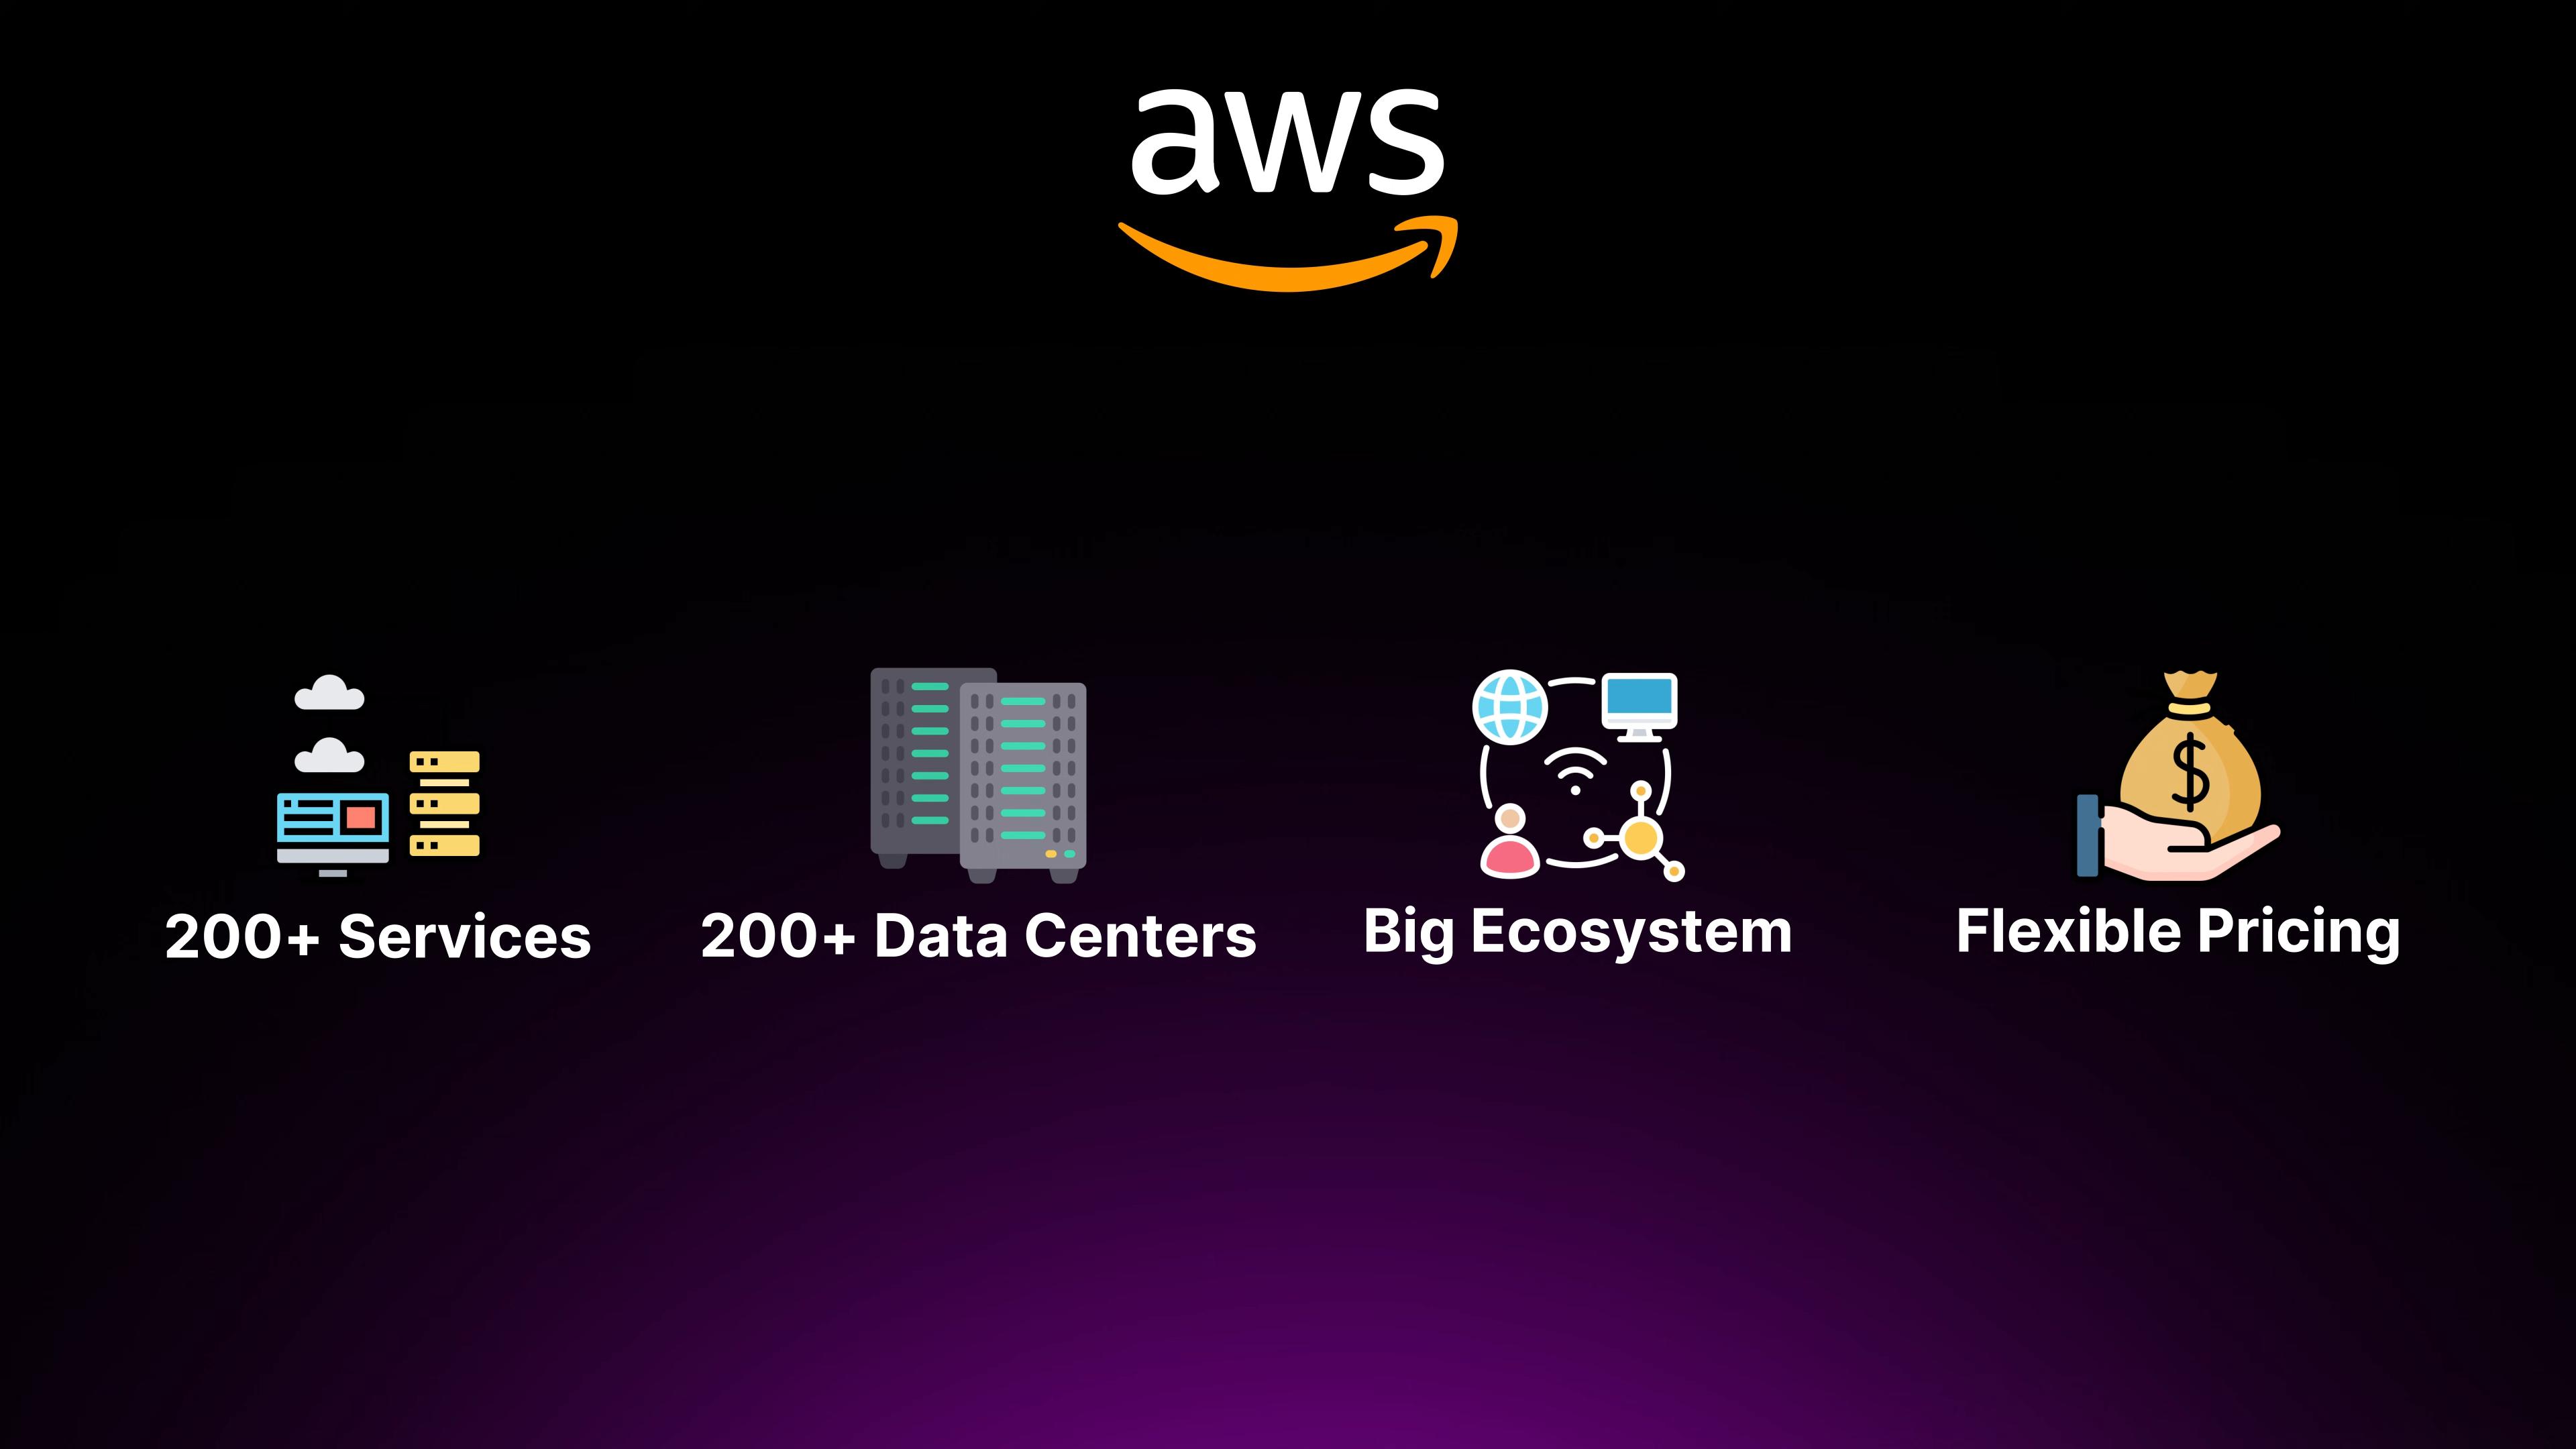 aws
200+ Services
200+ Data Centers
Big Ecosystem
Flexible Pricing